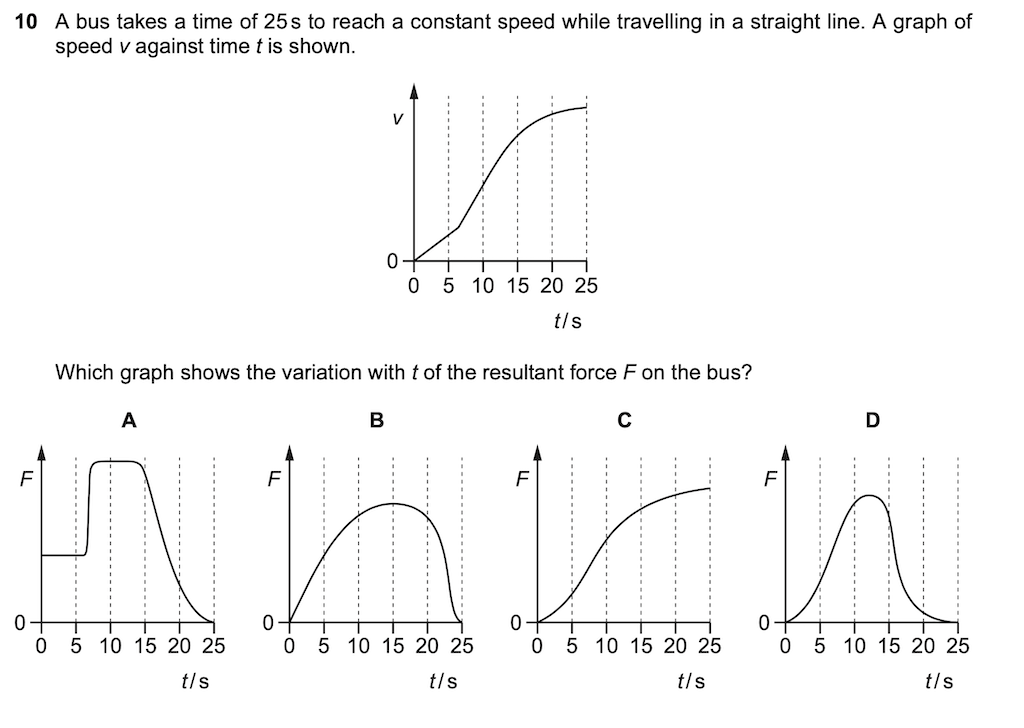 10 A bus takes a time of 25 s to reach a constant speed while travelling in a straight line. A graph of
speed v against time t is shown.
v
0
0 5 10 15 20 25
t / s
Which graph shows the variation with t of the resultant force F on the bus?
A B C D
F F F F
0 0 0 0
0 5 10 15 20 25 0 5 10 15 20 25 0 5 10 15 20 25 0 5 10 15 20 25
t / s t / s t / s t / s